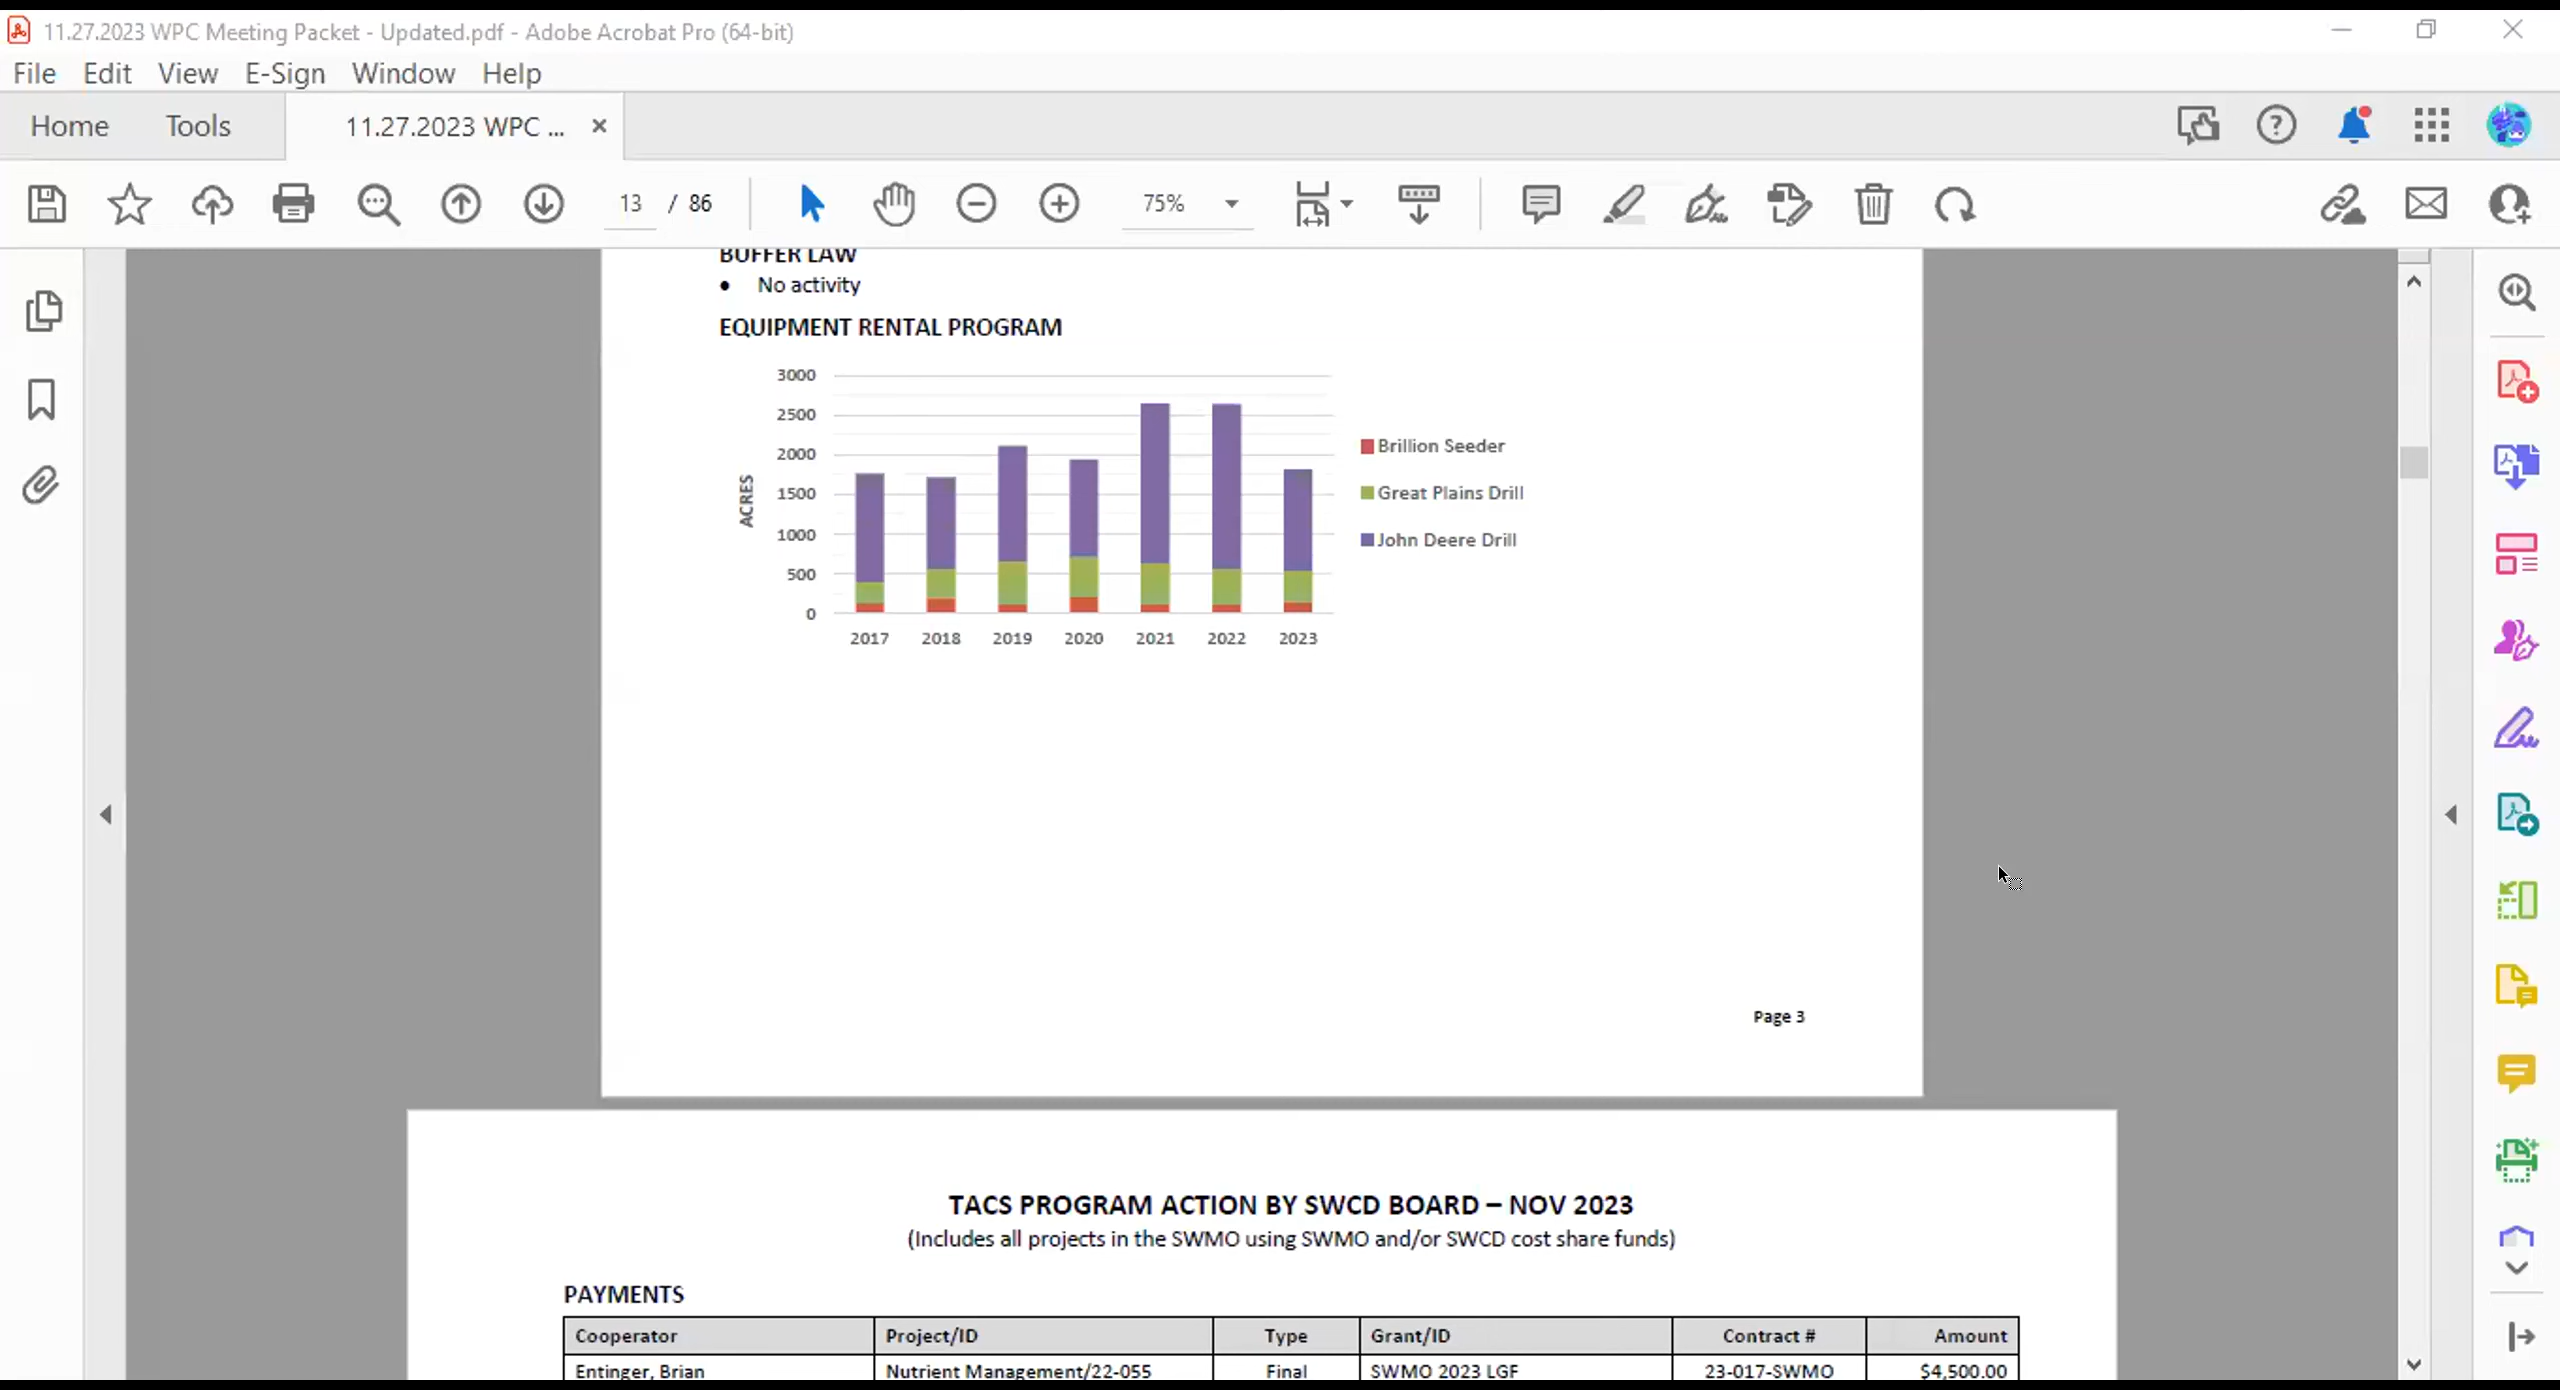 11.27.2023 WPC Meeting Packet - Updated.pdf - Adobe Acrobat Pro (64-bit)
File Edit View E-Sign Window Help
Home Tools 11.27.2023 WPC ...
13 / 86 75%
BUFFER LAW
• No activity
EQUIPMENT RENTAL PROGRAM
3000
2500
2000
1500
1000
500
0
ACRES
2017 2018 2019 2020 2021 2022 2023
Brillion Seeder
Great Plains Drill
John Deere Drill
Page 3
TACS PROGRAM ACTION BY SWCD BOARD – NOV 2023
(Includes all projects in the SWMO using SWMO and/or SWCD cost share funds)
PAYMENTS
Cooperator Project/ID Type Grant/ID Contract # Amount
Entinger, Brian Nutrient Management/22-055 Final SWMO 2023 LGF 23-017-SWMO $4,500.00